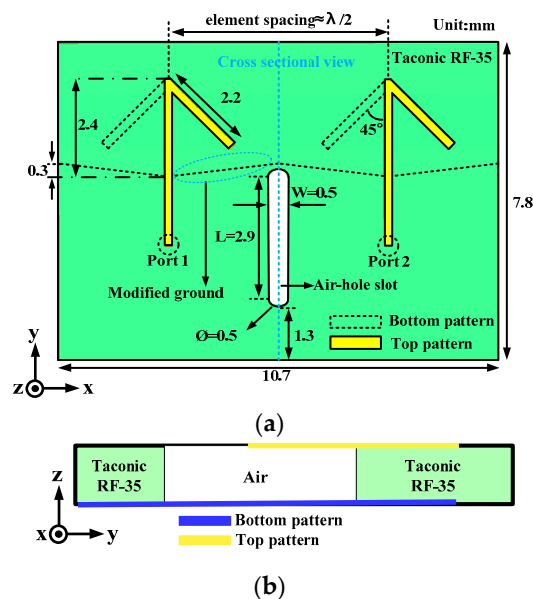 element spacing≈λ/2
Unit:mm
Cross sectional view
Taconic RF-35
2.2
2.4
45°
0.3
W=0.5
7.8
L=2.9
Port 1
Port 2
Modified ground
Air-hole slot
Ø=0.5
1.3
Bottom pattern
Top pattern
y
z
x
10.7
(a)
Taconic
RF-35
Air
Taconic
RF-35
z
x
y
Bottom pattern
Top pattern
(b)